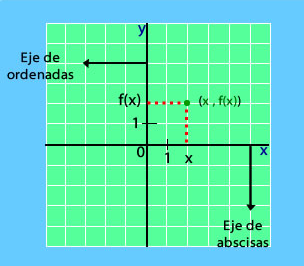 y
Eje de
ordenadas
f(x)
(x , f(x))
1
0
1
x
x
Eje de
abscisas